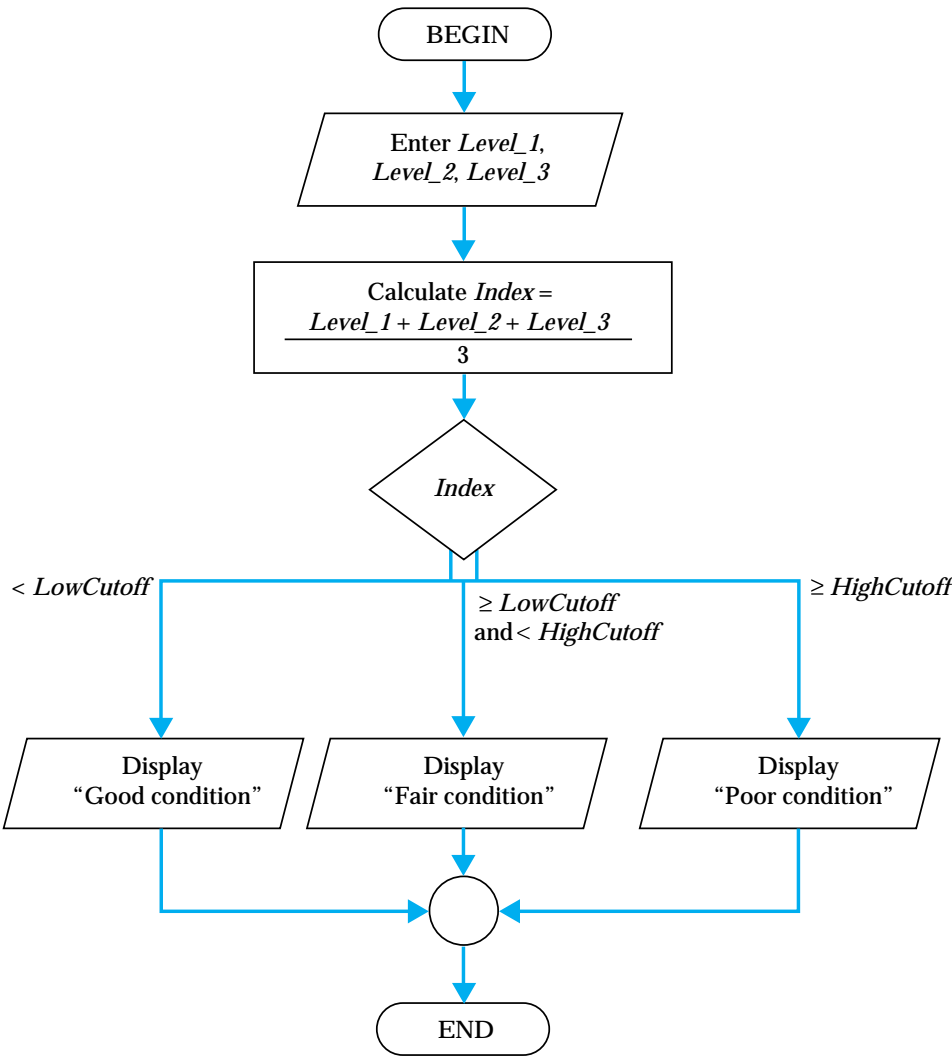 BEGIN
Enter Level_1,
Level_2, Level_3
Calculate Index =
Level_1 + Level_2 + Level_3
3
Index
< LowCutoff
≥ LowCutoff
and < HighCutoff
≥ HighCutoff
Display
“Good condition”
Display
“Fair condition”
Display
“Poor condition”
END